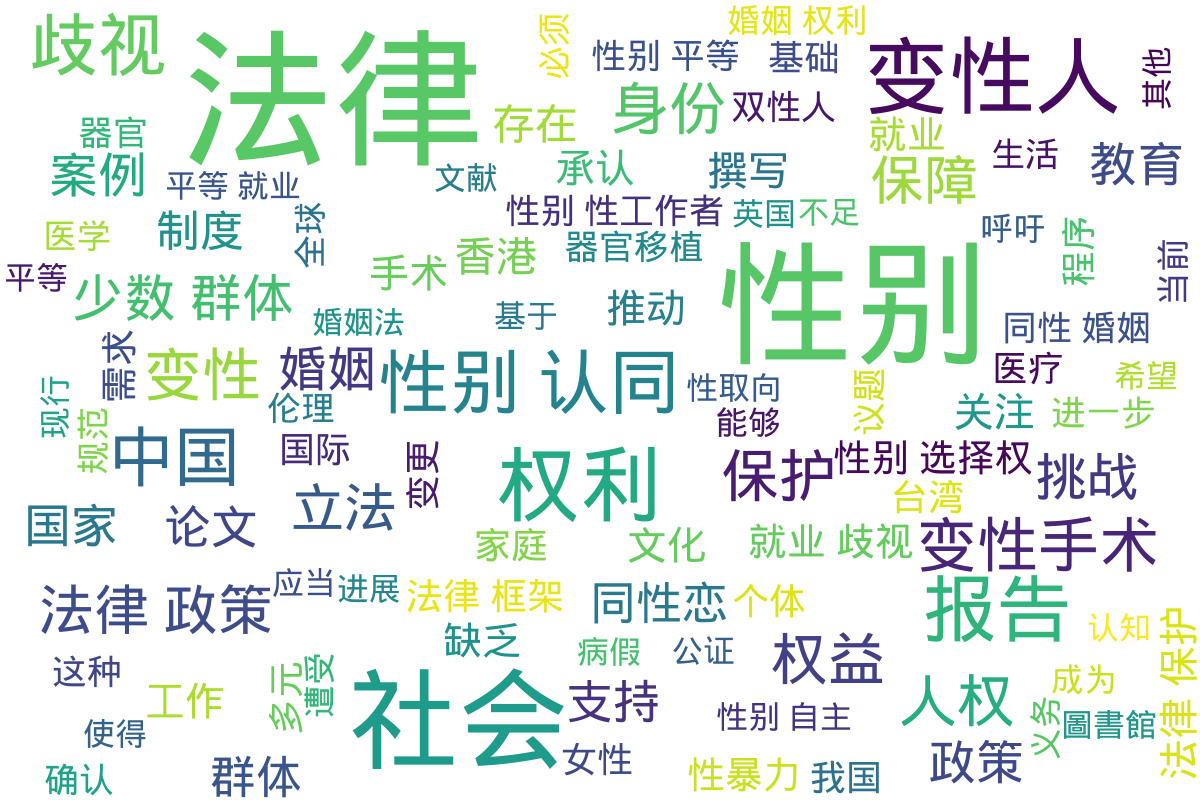 歧视
法律
必须
婚姻 权利
性别 平等
基础
变性人
其他
器官
存在
身份
双性人
就业
生活
教育
案例
平等 就业
文献
承认
撰写
保障
医学
制度
全球
性别 性工作者
英国
不足
呼吁
程序
当前
平等
少数 群体
手术
香港
器官移植
性别
婚姻法
基于
推动
同性 婚姻
需求
变性
婚姻
性别 认同
性取向
医疗
希望
现行
规范
伦理
能够
议题
关注
进一步
中国
国际
变更
权利
保护
性别 选择权
挑战
国家
论文
立法
台湾
家庭
文化
就业 歧视
变性手术
法律 政策
应当
进展
法律 框架
同性恋
个体
报告
认知
法律 保护
这种
缺乏
病假
公证
权益
工作
多元
遭受
社会
支持
性别 自主
人权
成为
义务
圖書館
使得
确认
群体
女性
性暴力
我国
政策